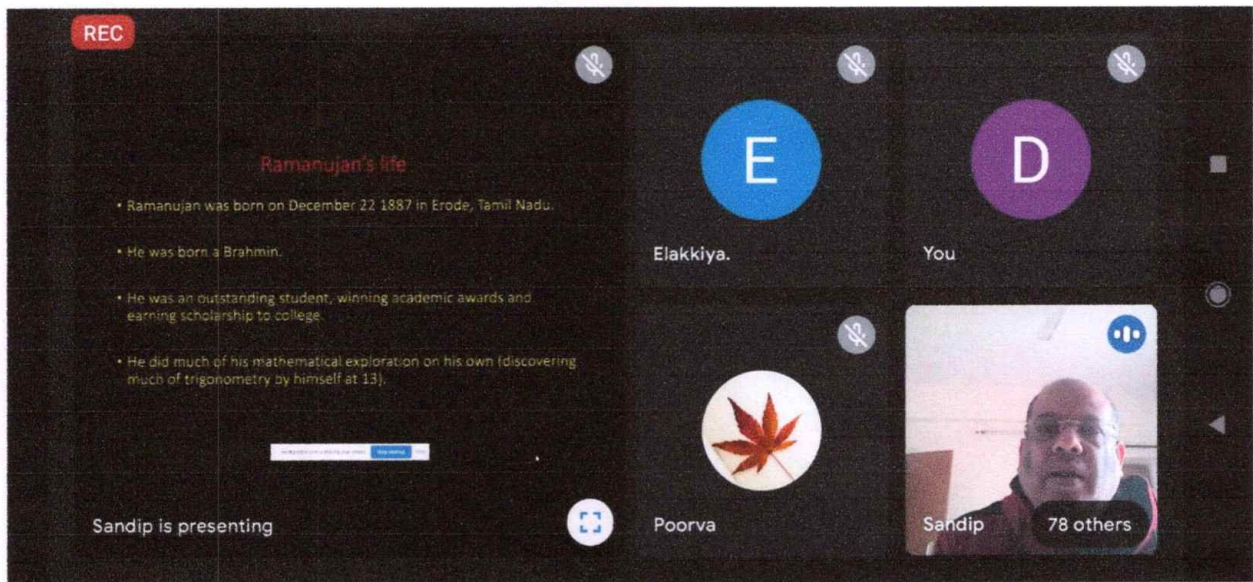 REC
Ramanujan's life
• Ramanujan was born on December 22 1887 in Erode, Tamil Nadu.
• He was born a Brahmin.
• He was an outstanding student, winning academic awards and
earning scholarship to college.
• He did much of his mathematical exploration on his own (discovering
much of trigonometry by himself at 13).
Sandip is presenting
E
Elakkiya.
D
You
Poorva
Sandip
78 others